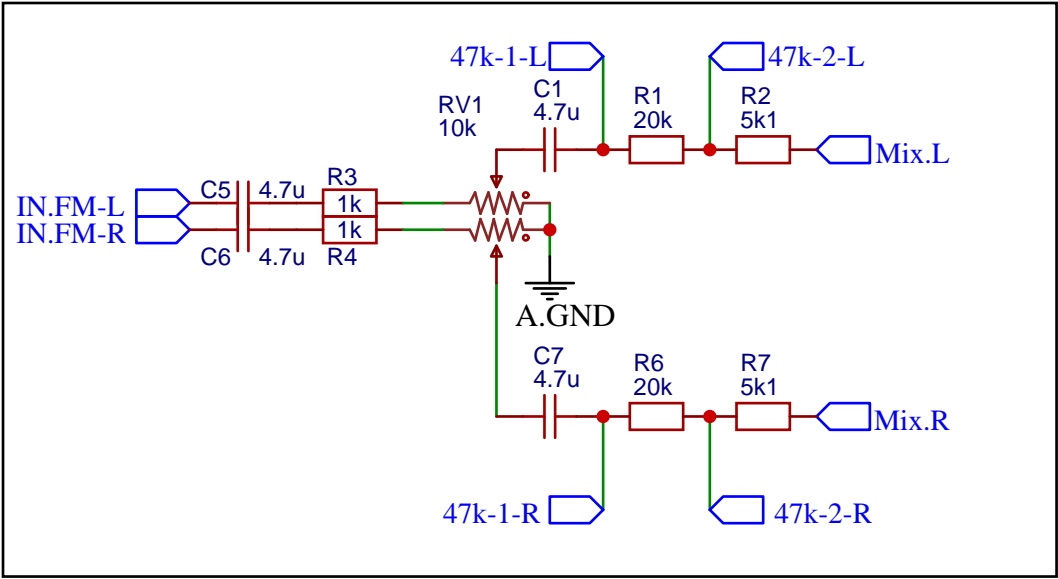 47k-1-L
47k-2-L
C1
4.7u
R1
20k
R2
5k1
RV1
10k
Mix.L
IN.FM-L
C5
4.7u
R3
1k
IN.FM-R
1k
C6
4.7u
R4
A.GND
C7
4.7u
R6
20k
R7
5k1
Mix.R
47k-1-R
47k-2-R